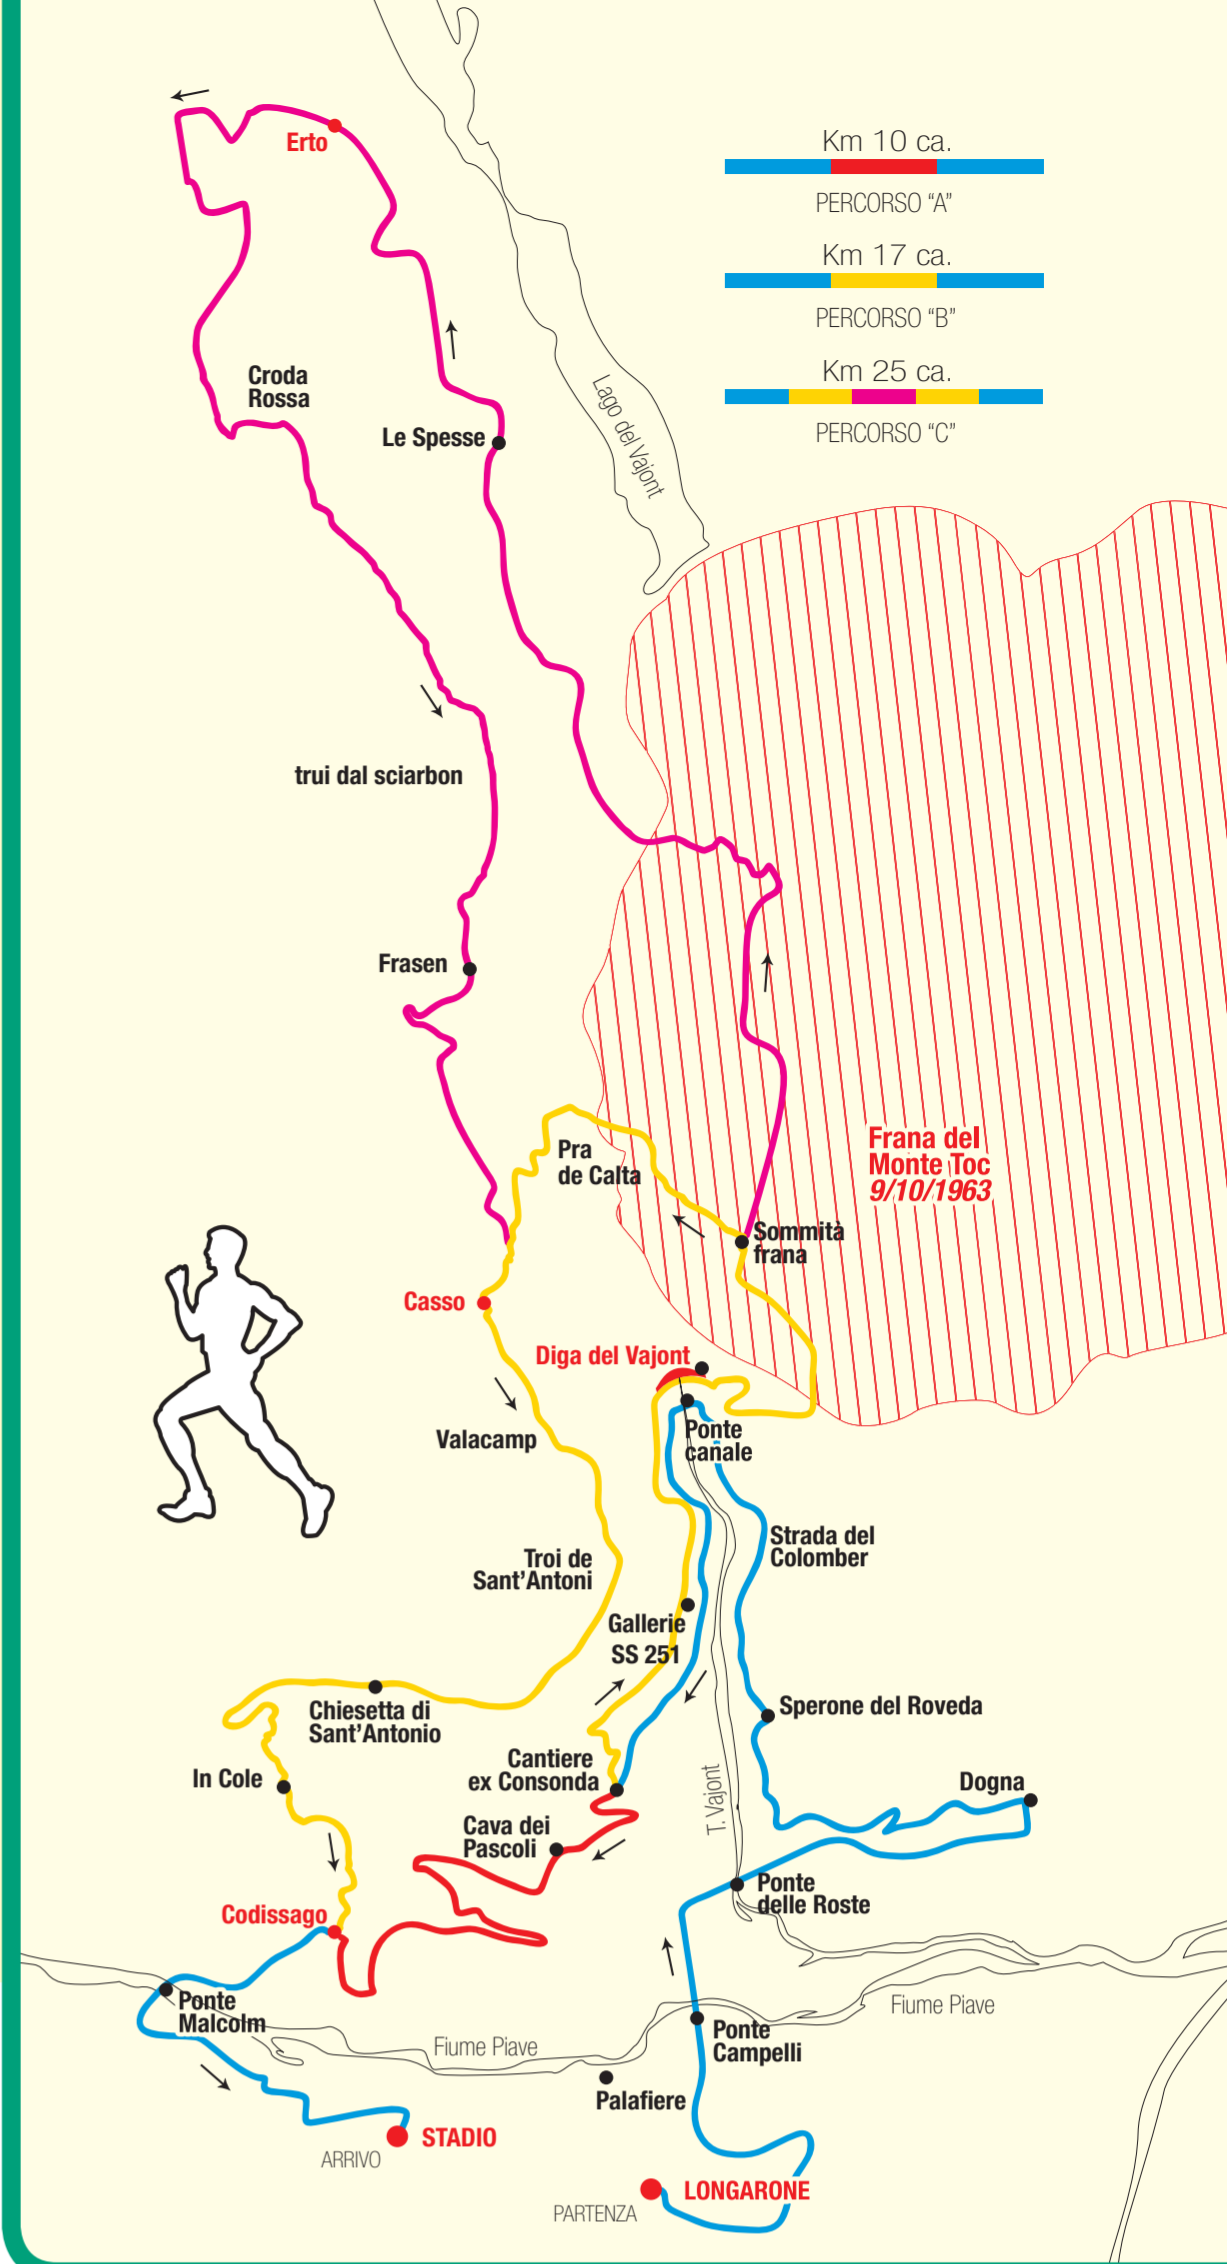 Km 10 ca.
PERCORSO “A”
Km 17 ca.
PERCORSO “B”
Km 25 ca.
PERCORSO “C”
Erto
Croda
Rossa
Le Spesse
Lago del Vajont
trui dal sciarbon
Frasen
Pra
de Calta
Frana del
Monte Toc
9/10/1963
Sommità
frana
Casso
Diga del Vajont
Ponte
canale
Valacamp
Strada del
Colomber
Troi de
Sant’Antoni
Gallerie
SS 251
Chiesetta di
Sant’Antonio
Sperone del Roveda
In Cole
Cantiere
ex Consonda
T. Vajont
Dogna
Cava dei
Pascoli
Ponte
delle Roste
Codissago
Ponte
Malcolm
Fiume Piave
Fiume Piave
Ponte
Campelli
Palafiere
STADIO
ARRIVO
LONGARONE
PARTENZA